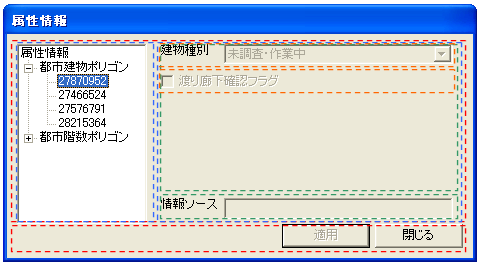 属性情報
属性情報
都市建物ポリゴン
27870952
27466524
27576791
28215364
都市階数ポリゴン
建物種別 未調査・作業中
渡り廊下確認フラグ
情報ソース
適用 閉じる